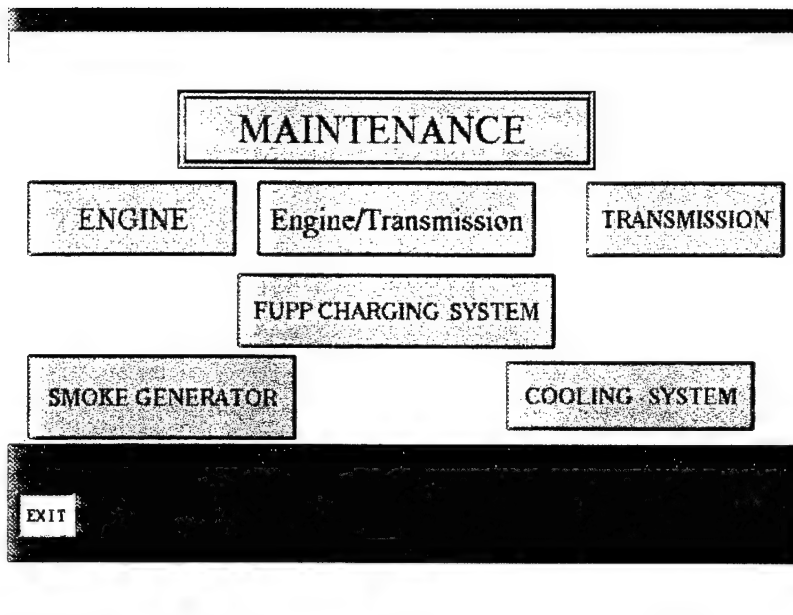 MAINTENANCE
ENGINE
Engine/Transmission
TRANSMISSION
FUPP CHARGING SYSTEM
SMOKE GENERATOR
COOLING SYSTEM
EXIT